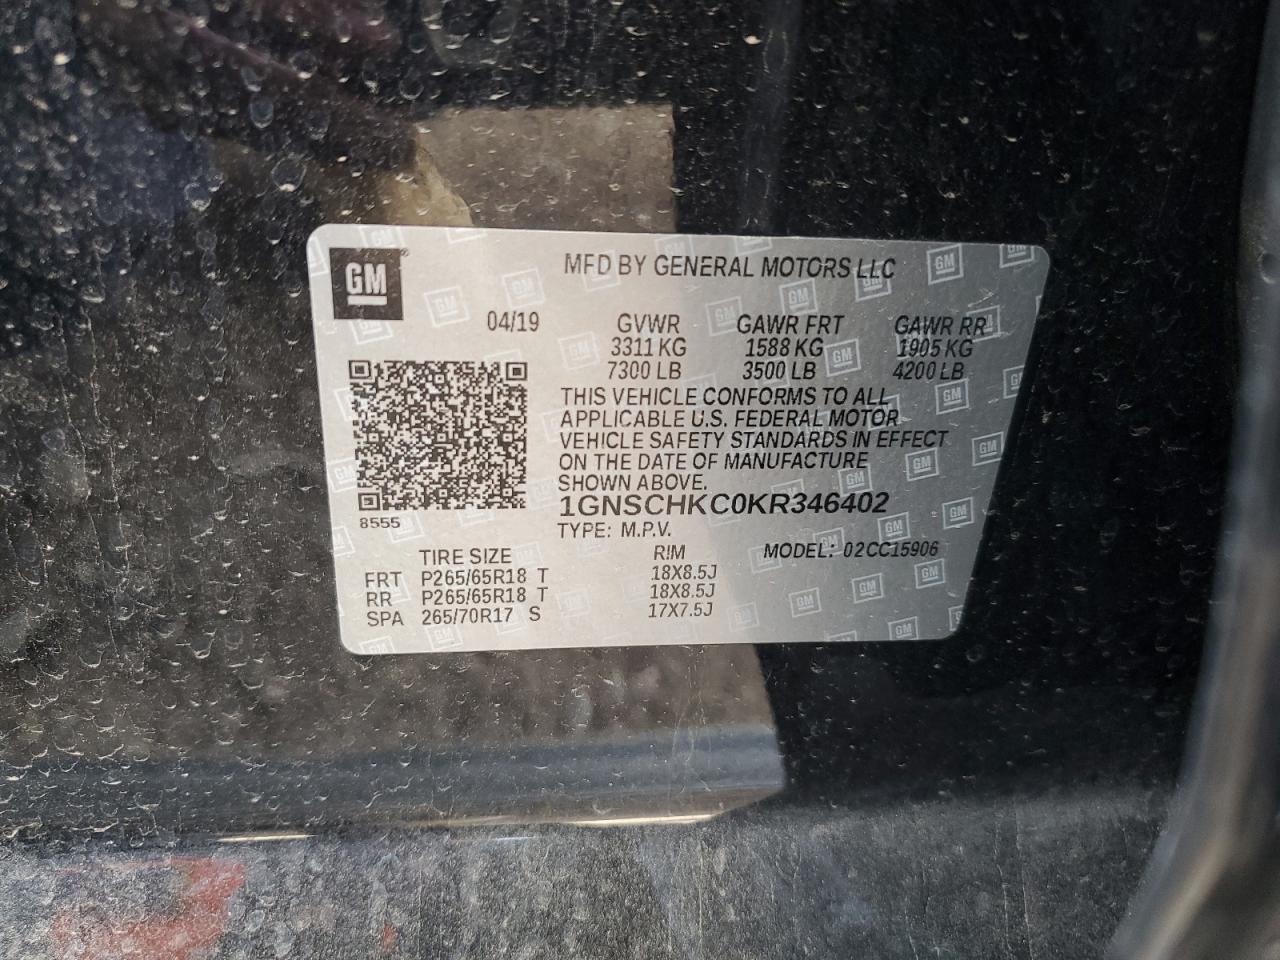 GM
MFD BY GENERAL MOTORS LLC
04/19
GVWR GAWR FRT GAWR RR
3311 KG 1588 KG 1905 KG
7300 LB 3500 LB 4200 LB
THIS VEHICLE CONFORMS TO ALL
APPLICABLE U.S. FEDERAL MOTOR
VEHICLE SAFETY STANDARDS IN EFFECT
ON THE DATE OF MANUFACTURE
SHOWN ABOVE.
1GNSCHKC0KR346402
8555
TYPE: M.P.V.
MODEL: 02CC15906
TIRE SIZE RIM
FRT P265/65R18 T 18X8.5J
RR P265/65R18 T 18X8.5J
SPA 265/70R17 S 17X7.5J